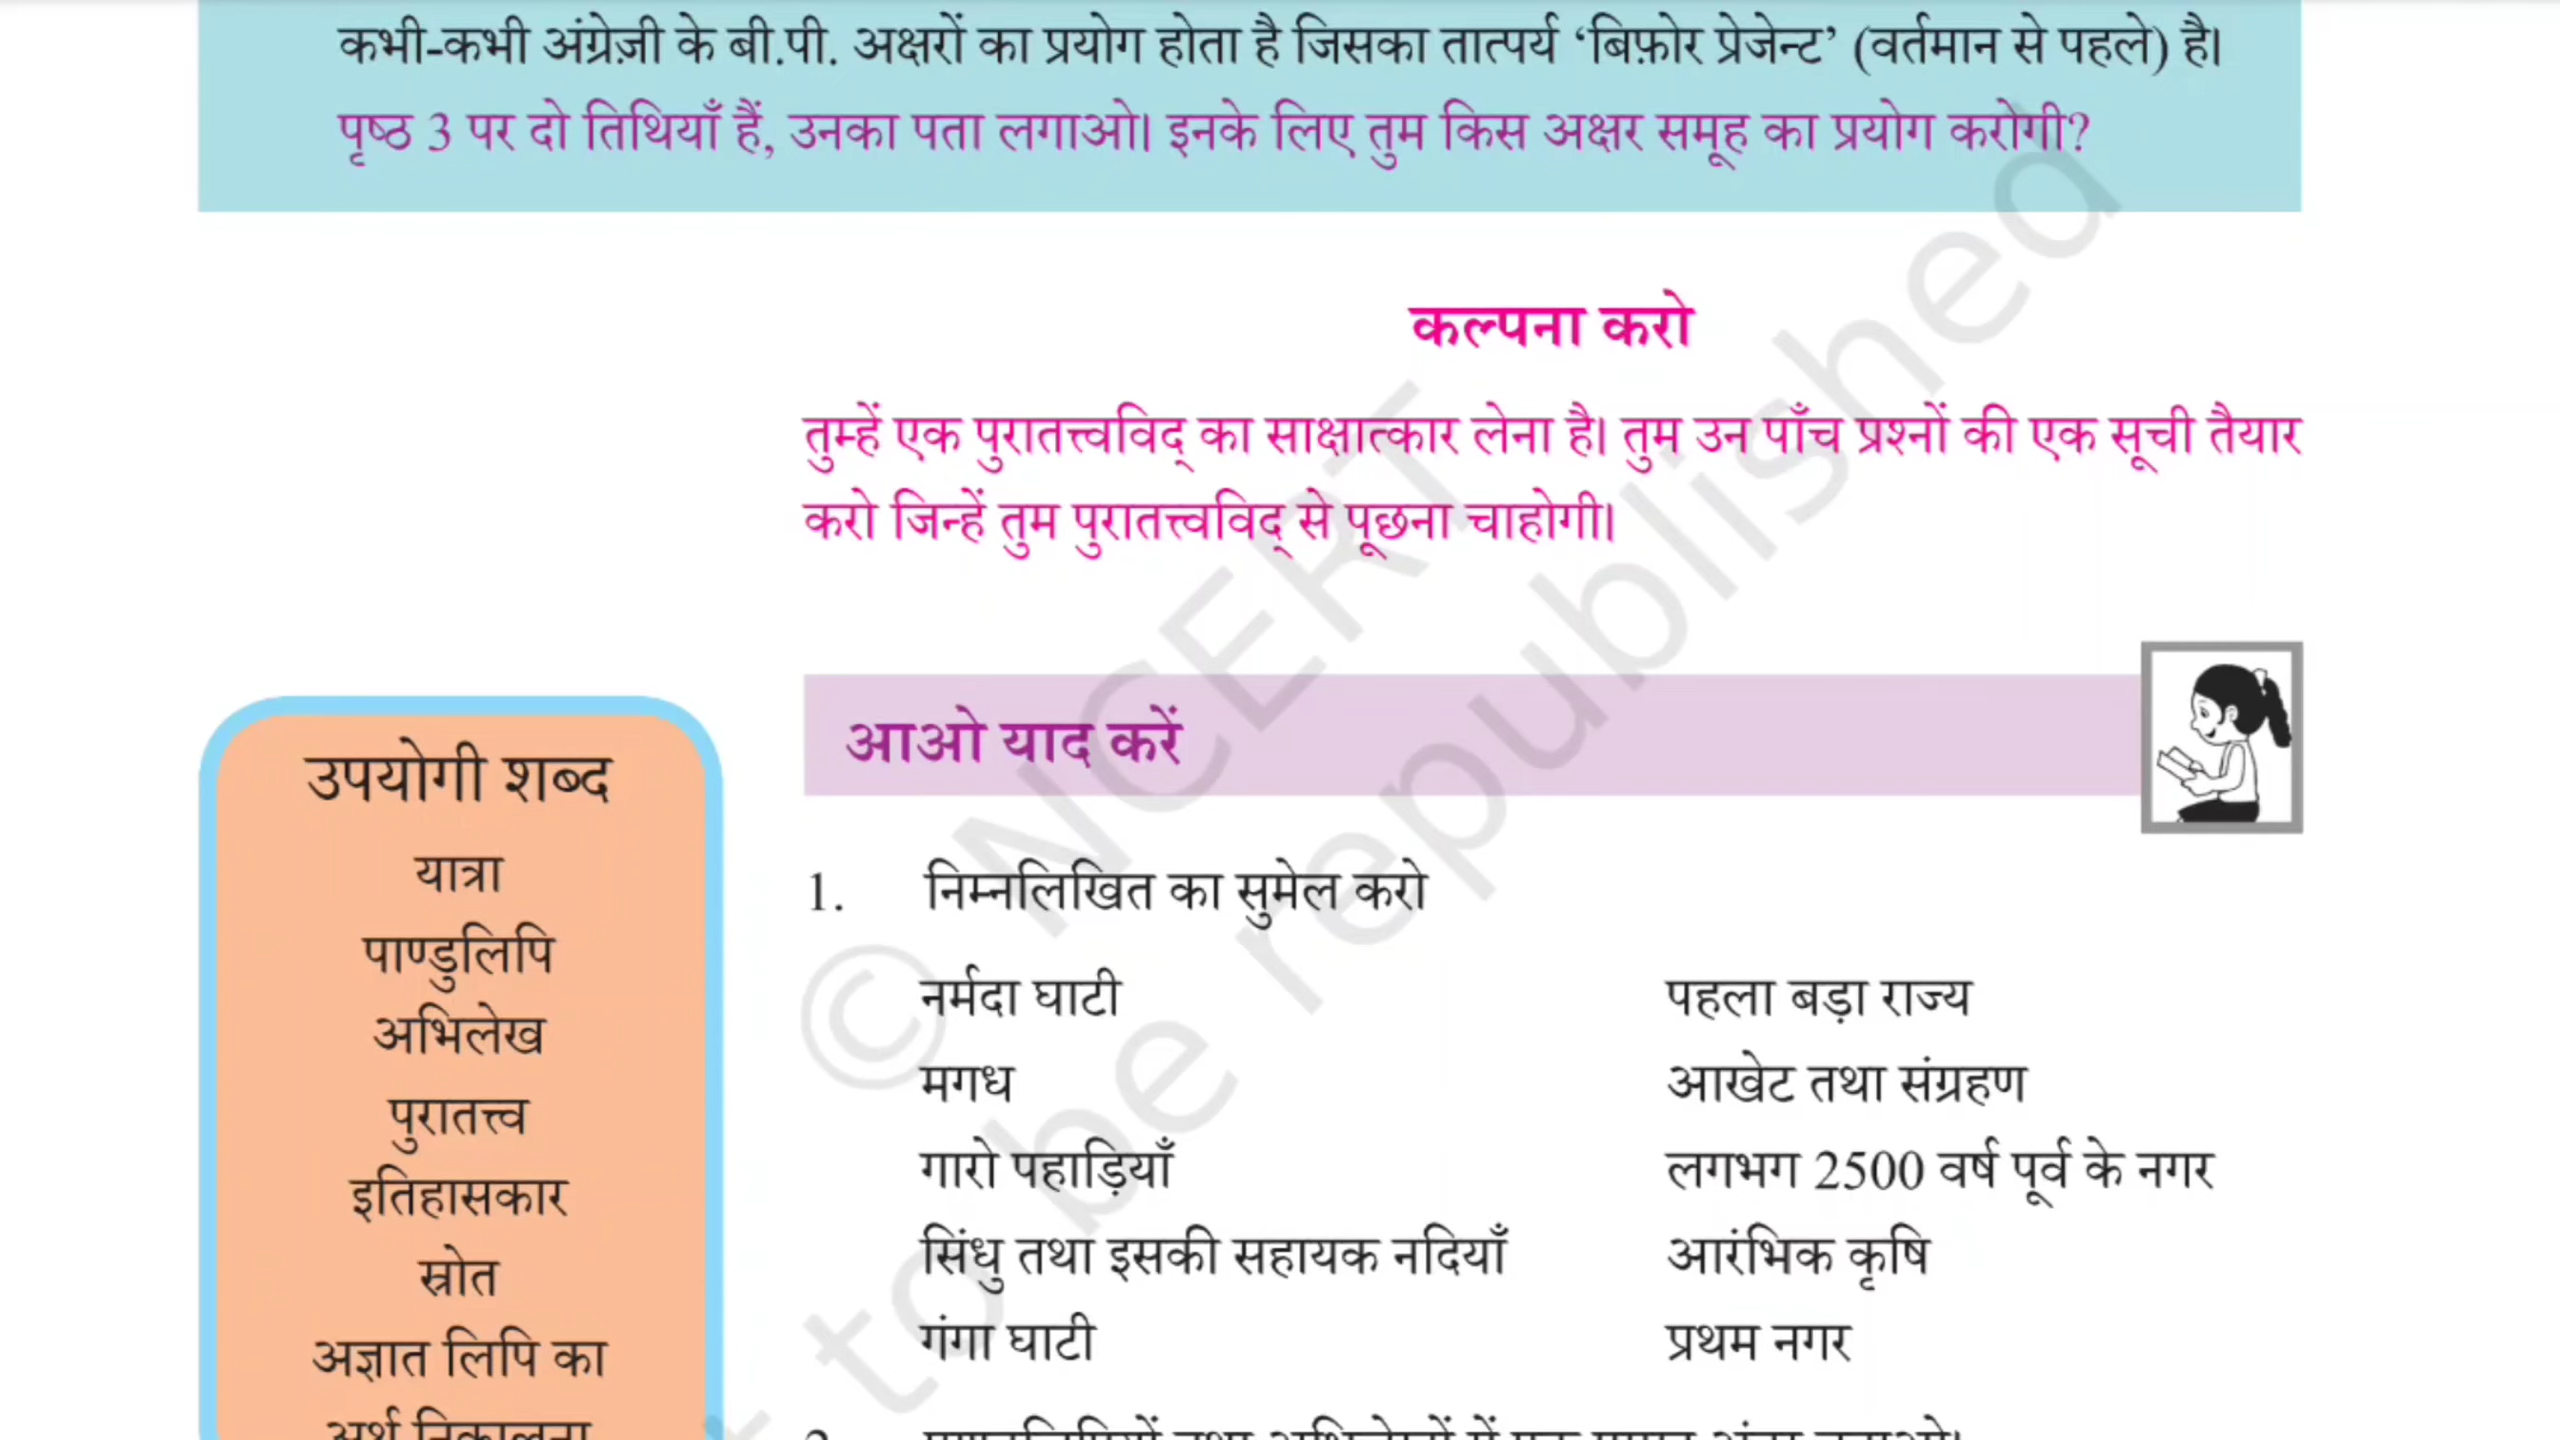 कभी-कभी अंग्रेज़ी के बी.पी. अक्षरों का प्रयोग होता है जिसका तात्पर्य ‘बिफ़ोर प्रेजेन्ट’ (वर्तमान से पहले) है।
पृष्ठ 3 पर दो तिथियाँ हैं, उनका पता लगाओ। इनके लिए तुम किस अक्षर समूह का प्रयोग करोगी?
कल्पना करो
तुम्हें एक पुरातत्त्वविद् का साक्षात्कार लेना है। तुम उन पाँच प्रश्नों की एक सूची तैयार
करो जिन्हें तुम पुरातत्त्वविद् से पूछना चाहोगी।
उपयोगी शब्द
यात्रा
पाण्डुलिपि
अभिलेख
पुरातत्त्व
इतिहासकार
स्रोत
अज्ञात लिपि का
अर्थ निकालना
आओ याद करें
1. निम्नलिखित का सुमेल करो
नर्मदा घाटी पहला बड़ा राज्य
मगध आखेट तथा संग्रहण
गारो पहाड़ियाँ लगभग 2500 वर्ष पूर्व के नगर
सिंधु तथा इसकी सहायक नदियाँ आरंभिक कृषि
गंगा घाटी प्रथम नगर
© NCERT
to be republished